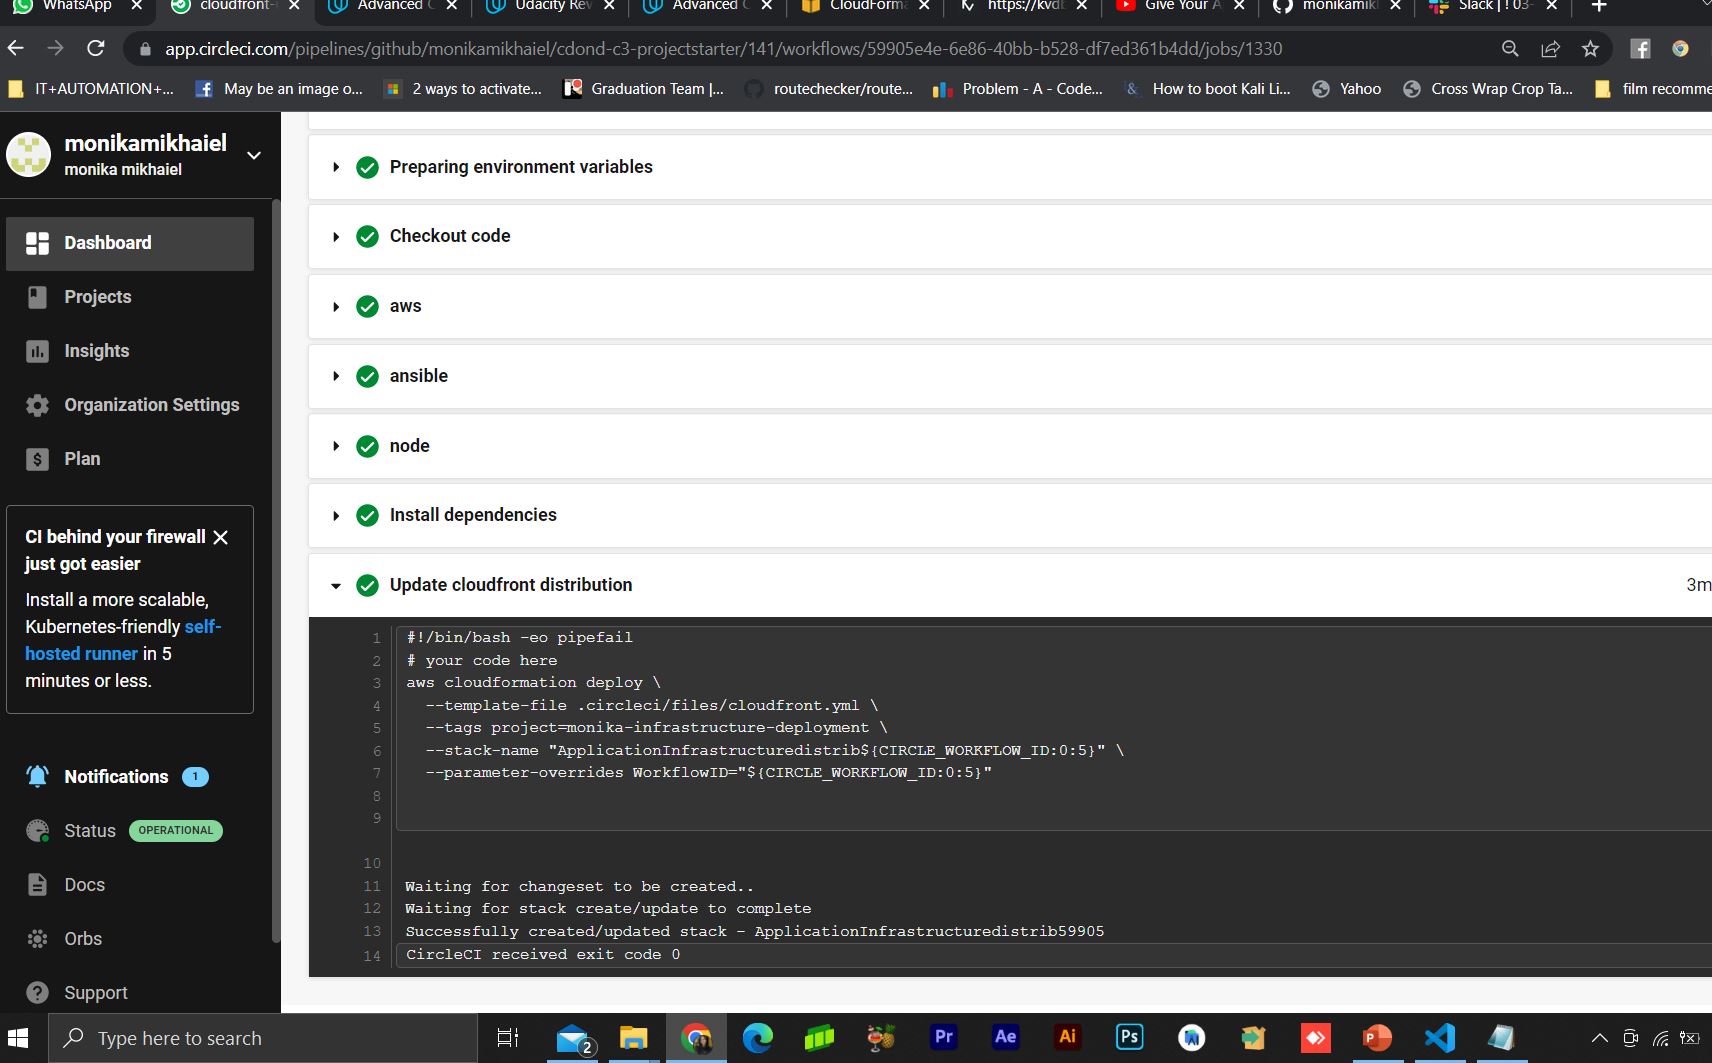 WhatsApp
cloudfront-
Advanced C
Udacity Rev
Advanced C
CloudForma
https://kvdb
Give Your A
monikamikh
Slack | ! 03-
app.circleci.com/pipelines/github/monikamikhaiel/cdond-c3-projectstarter/141/workflows/59905e4e-6e86-40bb-b528-df7ed361b4dd/jobs/1330
IT+AUTOMATION+...
May be an image o...
2 ways to activate...
Graduation Team |...
routechecker/route...
Problem - A - Code...
How to boot Kali Li...
Yahoo
Cross Wrap Crop Ta...
film recomme
monikamikhaiel
monika mikhaiel
Dashboard
Projects
Insights
Organization Settings
Plan
CI behind your firewall
just got easier
Install a more scalable,
Kubernetes-friendly self-
hosted runner in 5
minutes or less.
Notifications 1
Status OPERATIONAL
Docs
Orbs
Support
Preparing environment variables
Checkout code
aws
ansible
node
Install dependencies
Update cloudfront distribution 3m
1 #!/bin/bash -eo pipefail
2 # your code here
3 aws cloudformation deploy \
4 --template-file .circleci/files/cloudfront.yml \
5 --tags project=monika-infrastructure-deployment \
6 --stack-name "ApplicationInfrastructuredistrib${CIRCLE_WORKFLOW_ID:0:5}" \
7 --parameter-overrides WorkflowID="${CIRCLE_WORKFLOW_ID:0:5}"
8
9
10
11 Waiting for changeset to be created..
12 Waiting for stack create/update to complete
13 Successfully created/updated stack - ApplicationInfrastructuredistrib59905
14 CircleCI received exit code 0
Type here to search
2
Pr
Ae
Ai
Ps
P